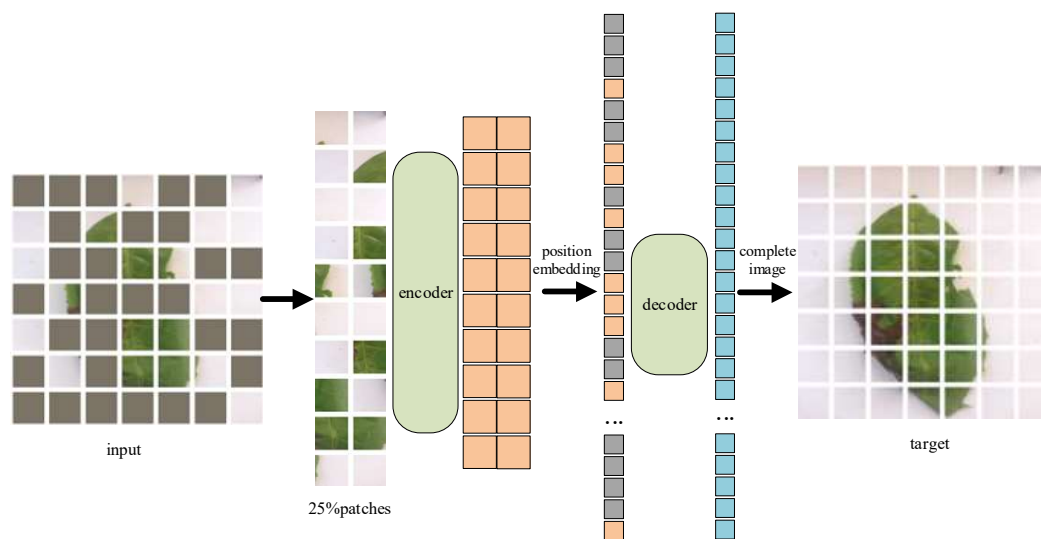 input
25%patches
encoder
position
embedding
...
decoder
...
complete
image
target